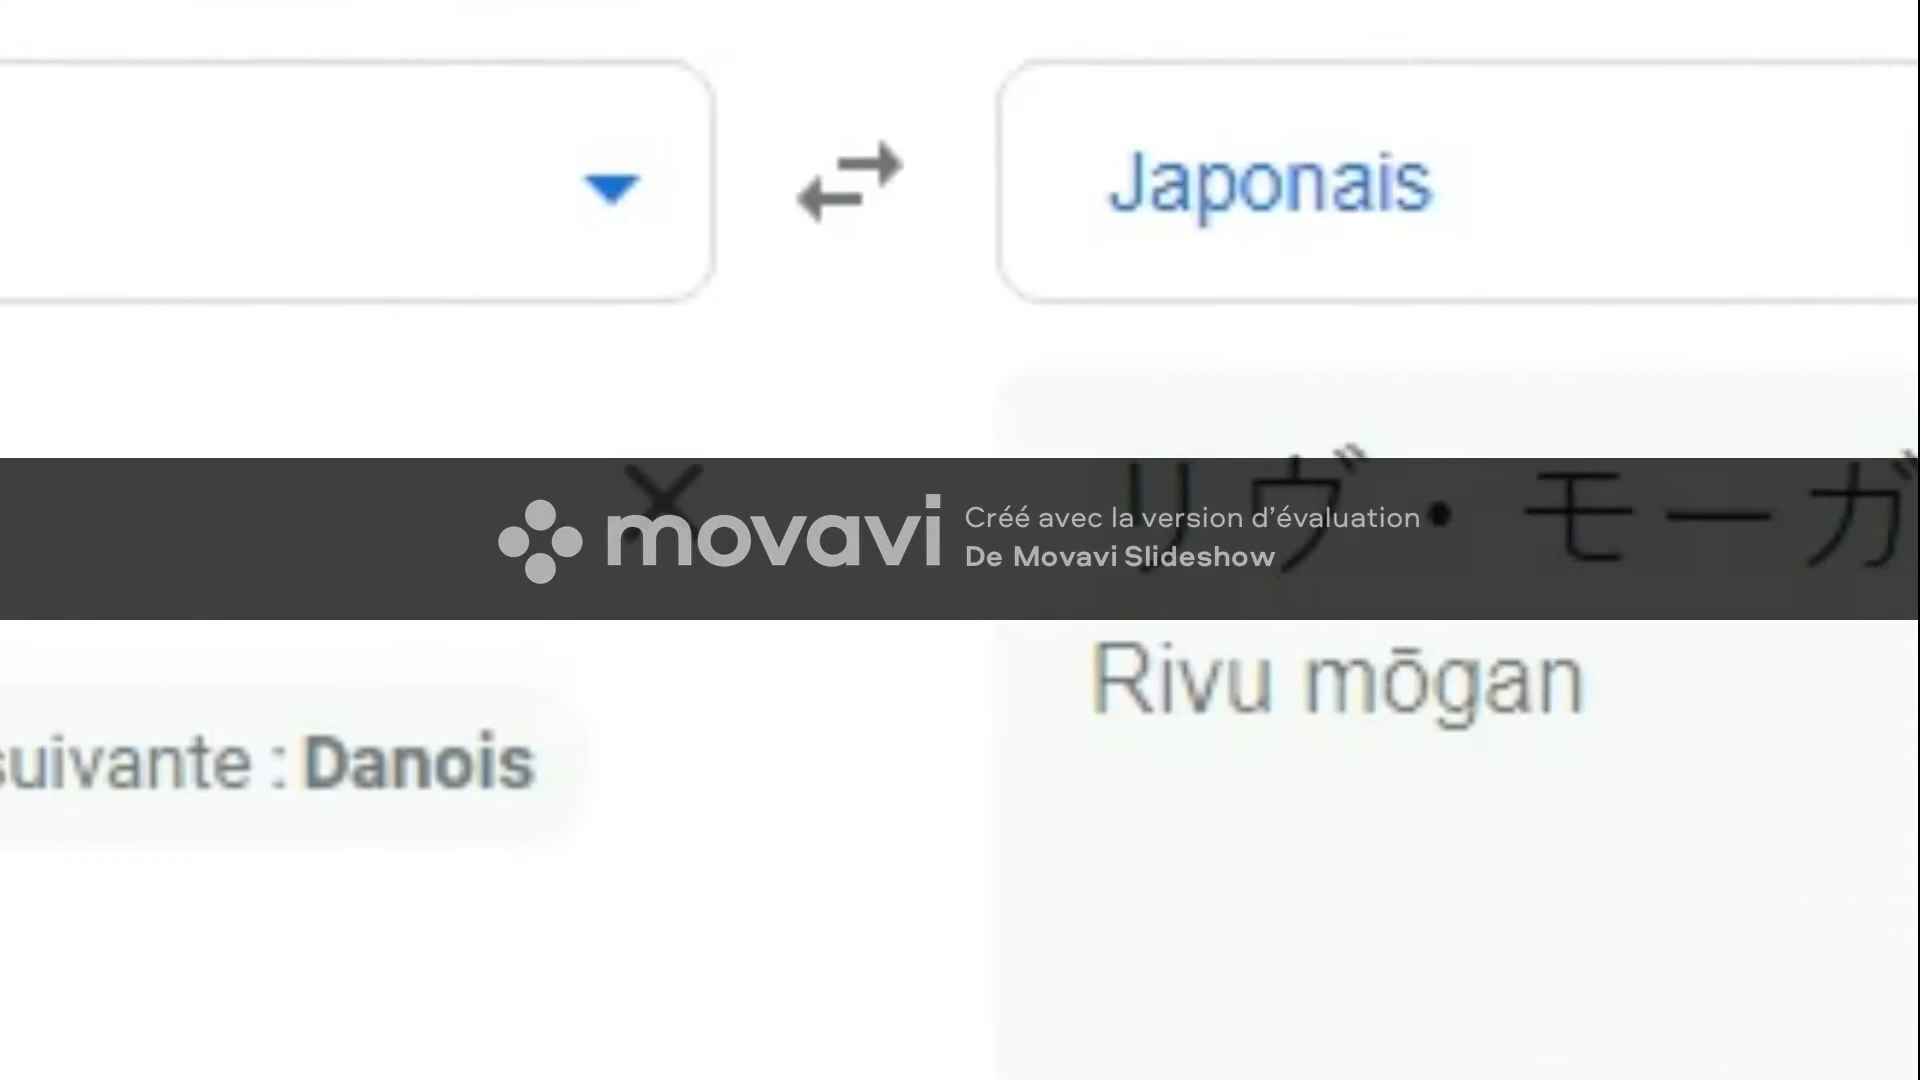 Japonais
リヴ・モーガ
movavi
Créé avec la version d'évaluation
De Movavi Slideshow
Rivu mōgan
suivante : Danois